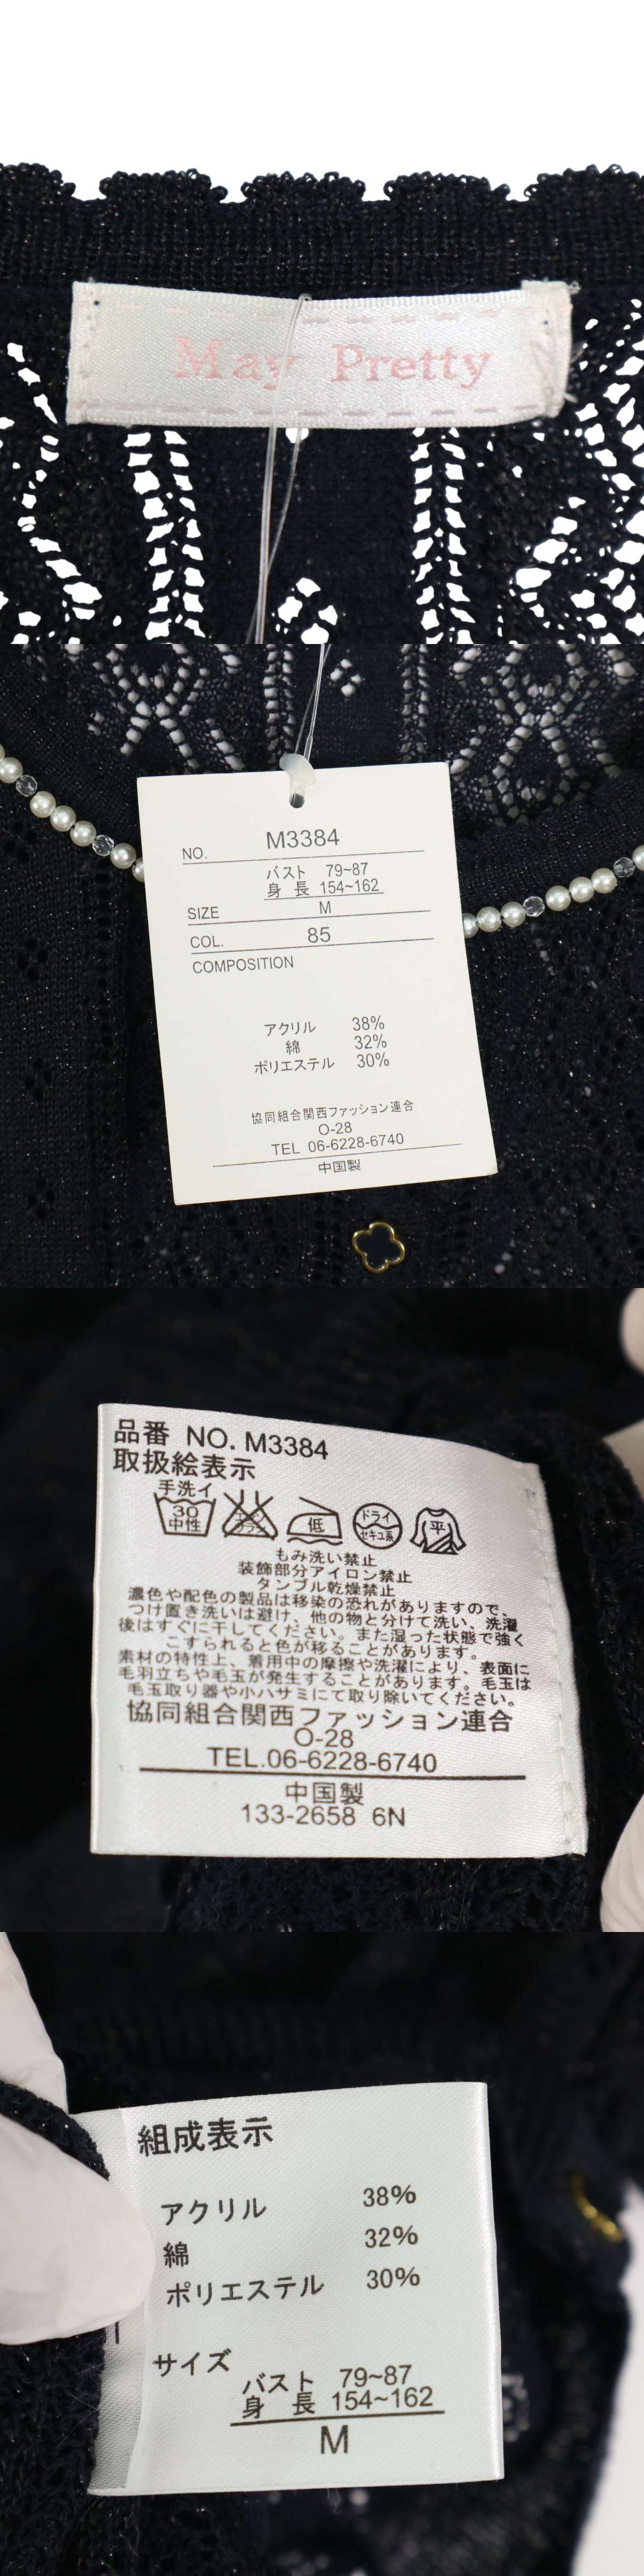 May Pretty
NO. M3384
バスト 79~87
身 長 154~162
SIZE M
COL. 85
COMPOSITION
アクリル 38%
綿 32%
ポリエステル 30%
協同組合関西ファッション連合
O-28
TEL 06-6228-6740
中国製
品番 NO. M3384
取扱絵表示
手洗イ
30
中性
エンソ
サラシ
低
ドライ
セキユ系
平
もみ洗い禁止
装飾部分アイロン禁止
タンブル乾燥禁止
濃色や配色の製品は移染の恐れがありますので、
つけ置き洗いは避け、他の物と分けて洗い、洗濯
後はすぐに干してください。また湿った状態で強く
こすられると色が移ることがあります。
素材の特性上、着用中の摩擦や洗濯により、表面に
毛羽立ちや毛玉が発生することがあります。毛玉は
毛玉取り器や小ハサミにて取り除いてください。
協同組合関西ファッション連合
O-28
TEL.06-6228-6740
中国製
133-2658 6N
組成表示
アクリル 38%
綿 32%
ポリエステル 30%
サイズ
バスト 79~87
身 長 154~162
M